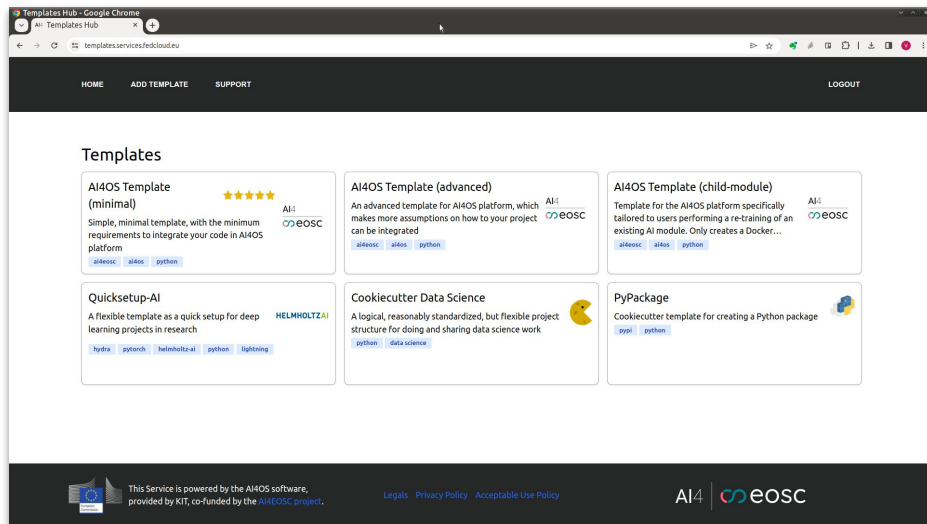 Templates Hub - Google Chrome
AI4 Templates Hub
templates.services.fedcloud.eu
HOME ADD TEMPLATE SUPPORT LOGOUT
Templates
AI4OS Template
(minimal)
AI4
eosc
Simple, minimal template, with the minimum
requirements to integrate your code in AI4OS
platform
ai4eosc ai4os python
AI4OS Template (advanced)
AI4
eosc
An advanced template for AI4OS platform, which
makes more assumptions on how to your project
can be integrated
ai4eosc ai4os python
AI4OS Template (child-module)
AI4
eosc
Template for the AI4OS platform specifically
tailored to users performing a re-training of an
existing AI module. Only creates a Docker...
ai4eosc ai4os python
Quicksetup-AI
HELMHOLTZAI
A flexible template as a quick setup for deep
learning projects in research
hydra pytorch helmholtz-ai python lightning
Cookiecutter Data Science
A logical, reasonably standardized, but flexible project
structure for doing and sharing data science work
python data science
PyPackage
Cookiecutter template for creating a Python package
pypi python
This Service is powered by the AI4OS software,
provided by KIT, co-funded by the AI4EOSC project.
Legals Privacy Policy Acceptable Use Policy
AI4 eosc